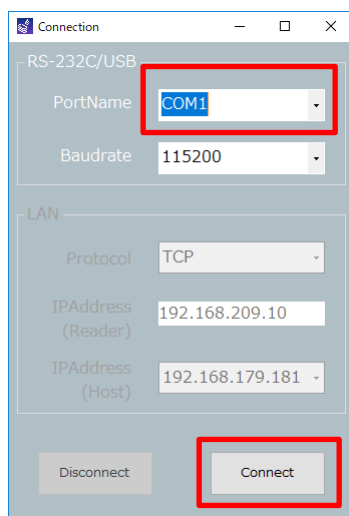 Connection
RS-232C/USB
PortName COM1
Baudrate 115200
LAN
Protocol TCP
IPAddress
(Reader) 192.168.209.10
IPAddress
(Host) 192.168.179.181
Disconnect Connect